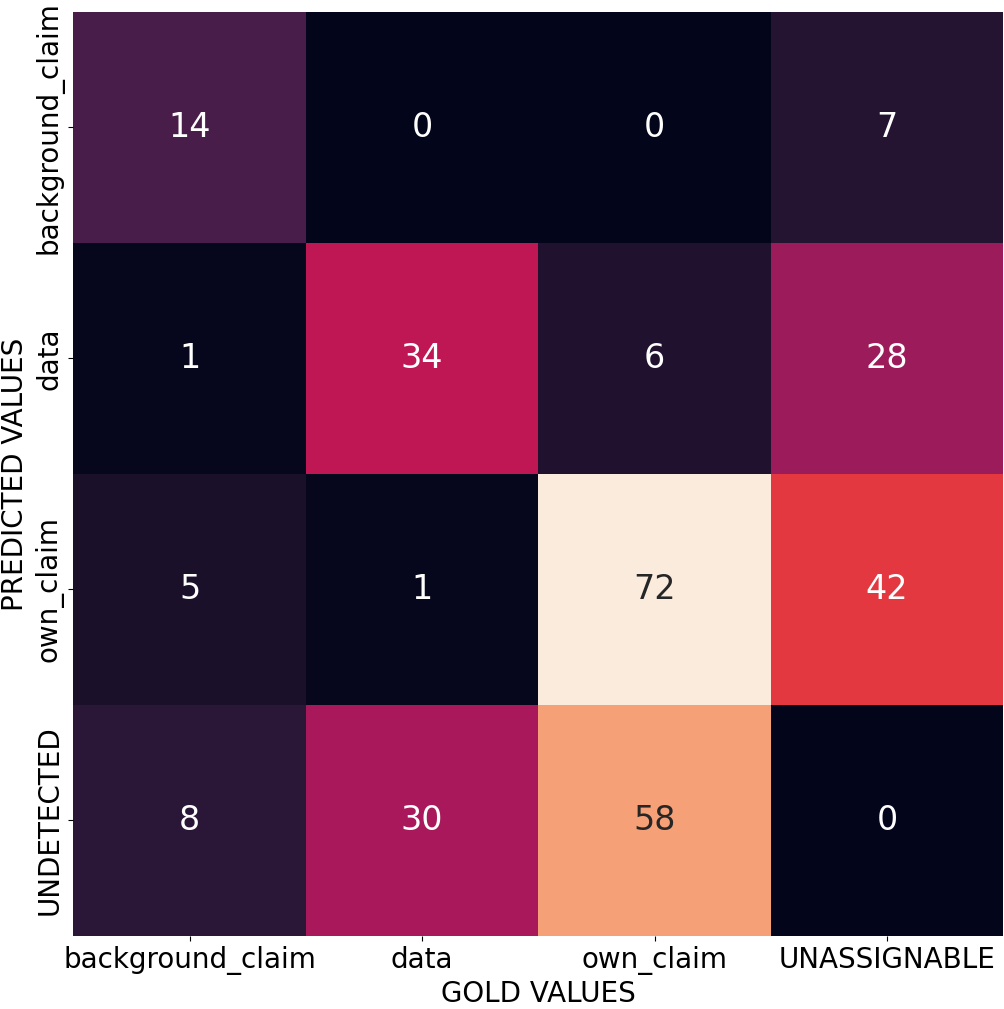 PREDICTED VALUES
background_claim
14 0 0 7
data
1 34 6 28
own_claim
5 1 72 42
UNDETECTED
8 30 58 0
background_claim data own_claim UNASSIGNABLE
GOLD VALUES